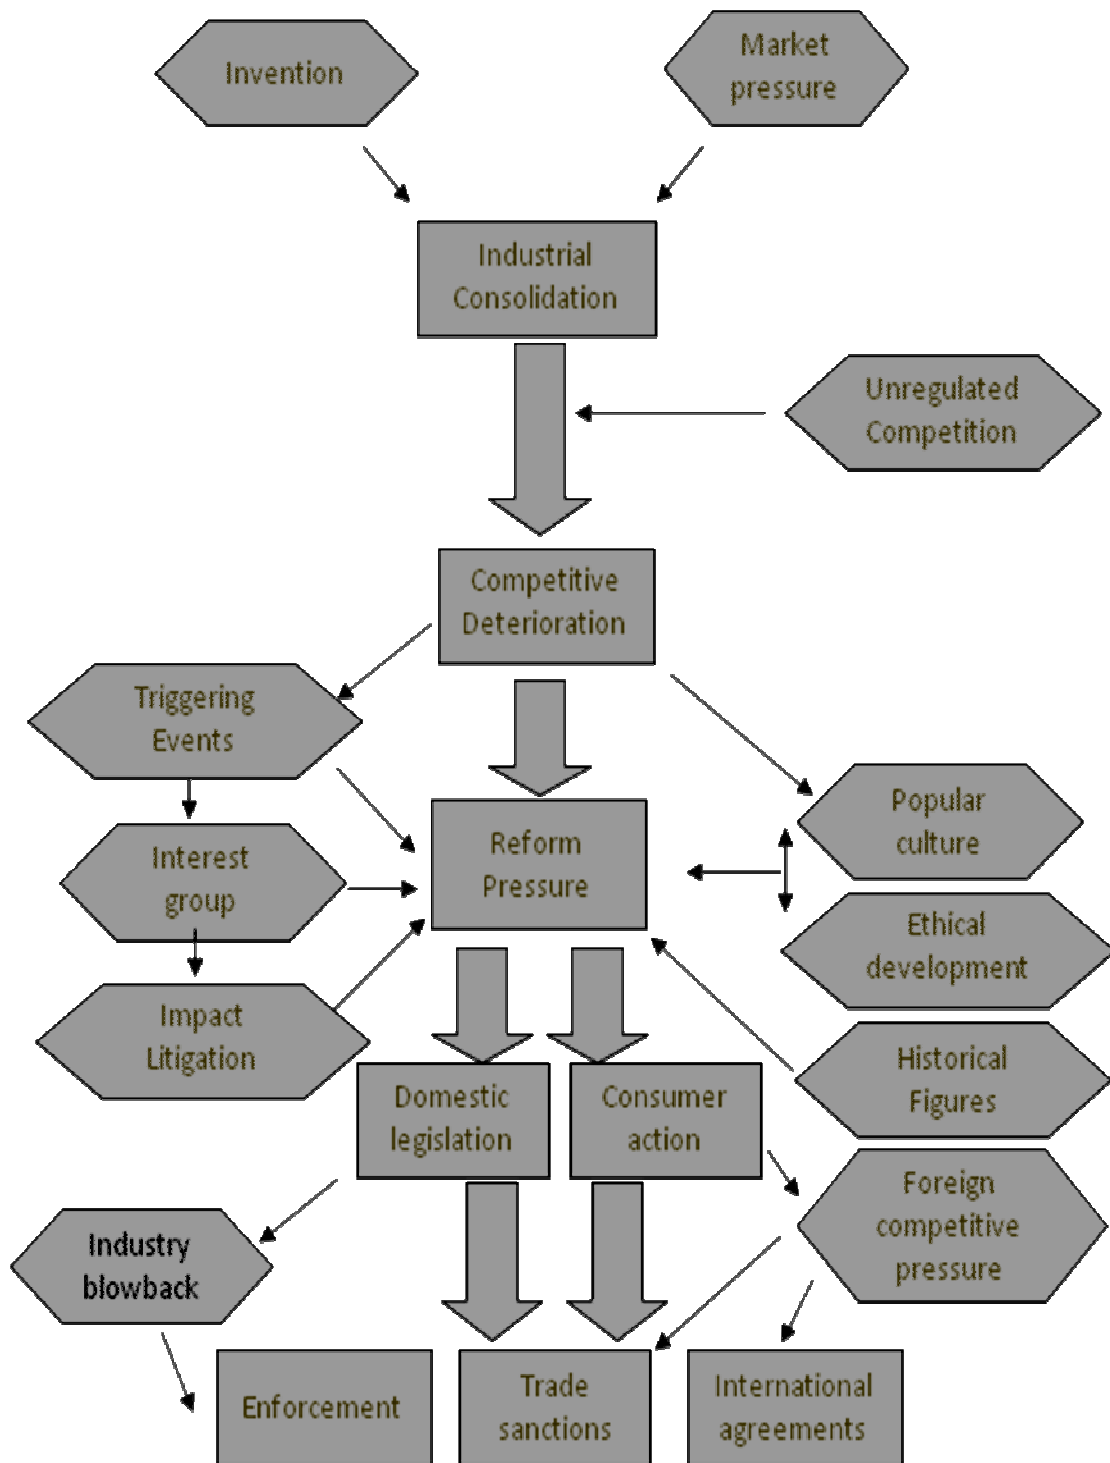 Invention
Market
pressure
Industrial
Consolidation
Unregulated
Competition
Competitive
Deterioration
Triggering
Events
Popular
culture
Reform
Pressure
Interest
group
Ethical
development
Impact
Litigation
Historical
Figures
Domestic
legislation
Consumer
action
Foreign
competitive
pressure
Industry
blowback
Enforcement
Trade
sanctions
International
agreements